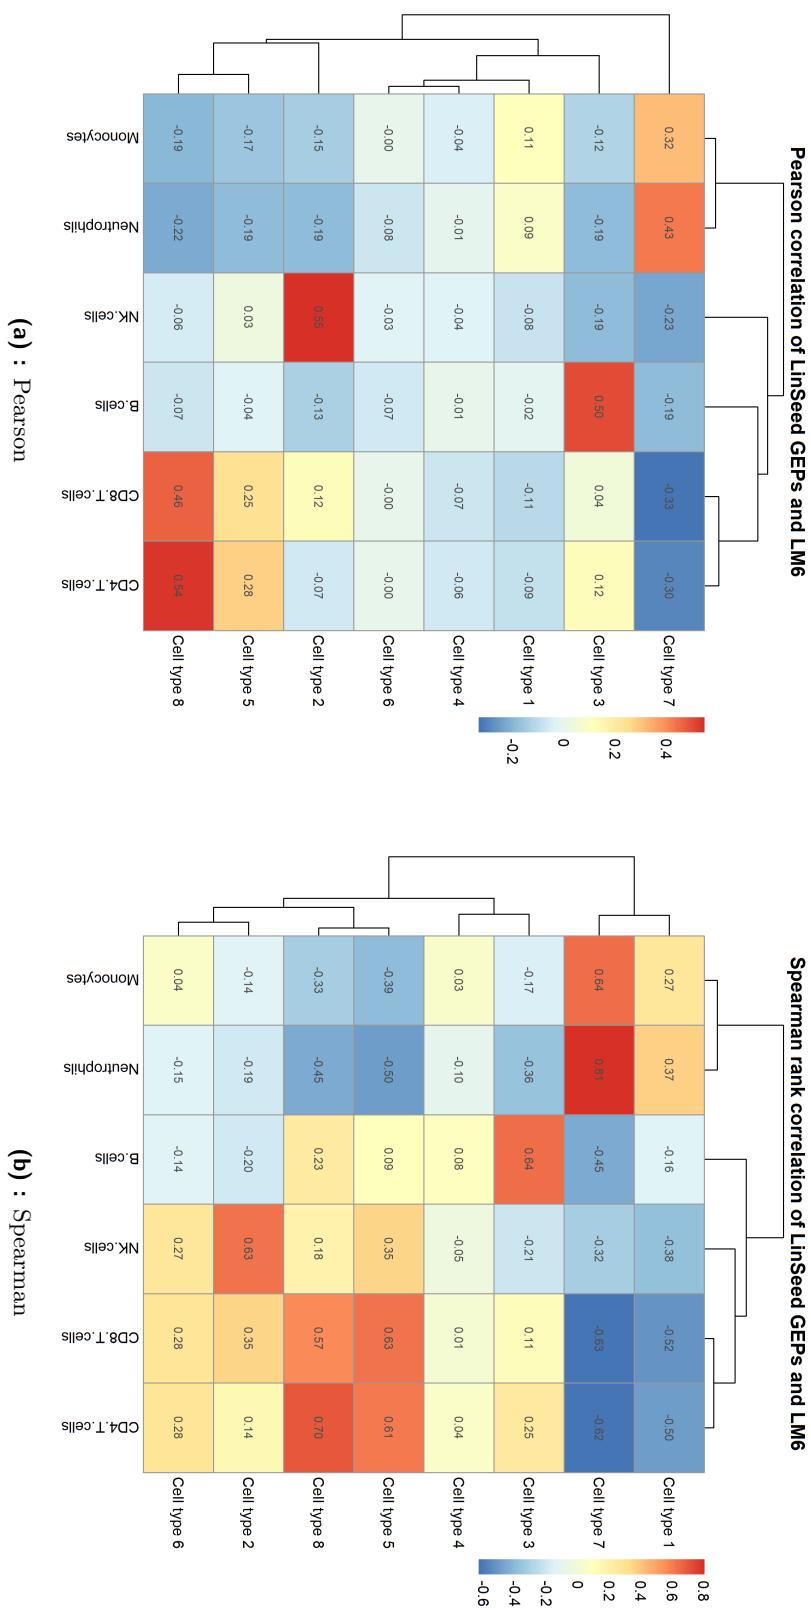 Pearson correlation of LinSeed GEPs and LM6
0.32 0.43 -0.23 -0.19 -0.33 -0.30 Cell type 7
-0.12 -0.19 -0.19 0.50 0.04 0.12 Cell type 3
0.11 0.09 -0.08 -0.02 -0.11 -0.09 Cell type 1
-0.04 -0.01 -0.04 -0.01 -0.07 -0.06 Cell type 4
-0.00 -0.08 -0.03 -0.07 -0.00 -0.00 Cell type 6
-0.15 -0.19 0.55 -0.13 0.12 -0.07 Cell type 2
-0.17 -0.19 0.03 -0.04 0.25 0.28 Cell type 5
-0.19 -0.22 -0.06 -0.07 0.46 0.54 Cell type 8
Monocytes
Neutrophils
NK.cells
B.cells
CD8.T.cells
CD4.T.cells
0.4
0.2
0
-0.2
(a) : Pearson
Spearman rank correlation of LinSeed GEPs and LM6
0.27 0.37 -0.16 -0.38 -0.52 -0.50 Cell type 1
0.64 0.81 -0.45 -0.32 -0.63 -0.62 Cell type 7
-0.17 -0.36 0.64 -0.21 0.11 0.25 Cell type 3
0.03 -0.10 0.08 -0.05 0.01 0.04 Cell type 4
-0.39 -0.50 0.09 0.35 0.63 0.61 Cell type 5
-0.33 -0.45 0.23 0.18 0.57 0.70 Cell type 8
-0.14 -0.19 -0.20 0.63 0.35 0.14 Cell type 2
0.04 -0.15 -0.14 0.27 0.28 0.28 Cell type 6
Monocytes
Neutrophils
B.cells
NK.cells
CD8.T.cells
CD4.T.cells
0.8
0.6
0.4
0.2
0
-0.2
-0.4
-0.6
(b) : Spearman